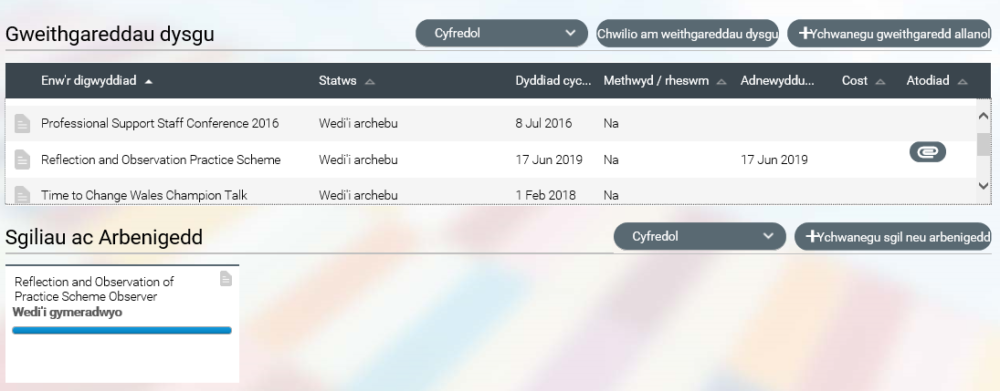 Gweithgareddau dysgu
Cyfredol
Chwilio am weithgareddau dysgu
+Ychwanegu gweithgaredd allanol
Enw'r digwyddiad Statws Dyddiad cyc... Methwyd / rheswm Adnewyddu... Cost Atodiad
Professional Support Staff Conference 2016 Wedi'i archebu 8 Jul 2016 Na
Reflection and Observation Practice Scheme Wedi'i archebu 17 Jun 2019 Na 17 Jun 2019
Time to Change Wales Champion Talk Wedi'i archebu 1 Feb 2018 Na
Sgiliau ac Arbenigedd
Cyfredol
+Ychwanegu sgil neu arbenigedd
Reflection and Observation of
Practice Scheme Observer
Wedi'i gymeradwyo